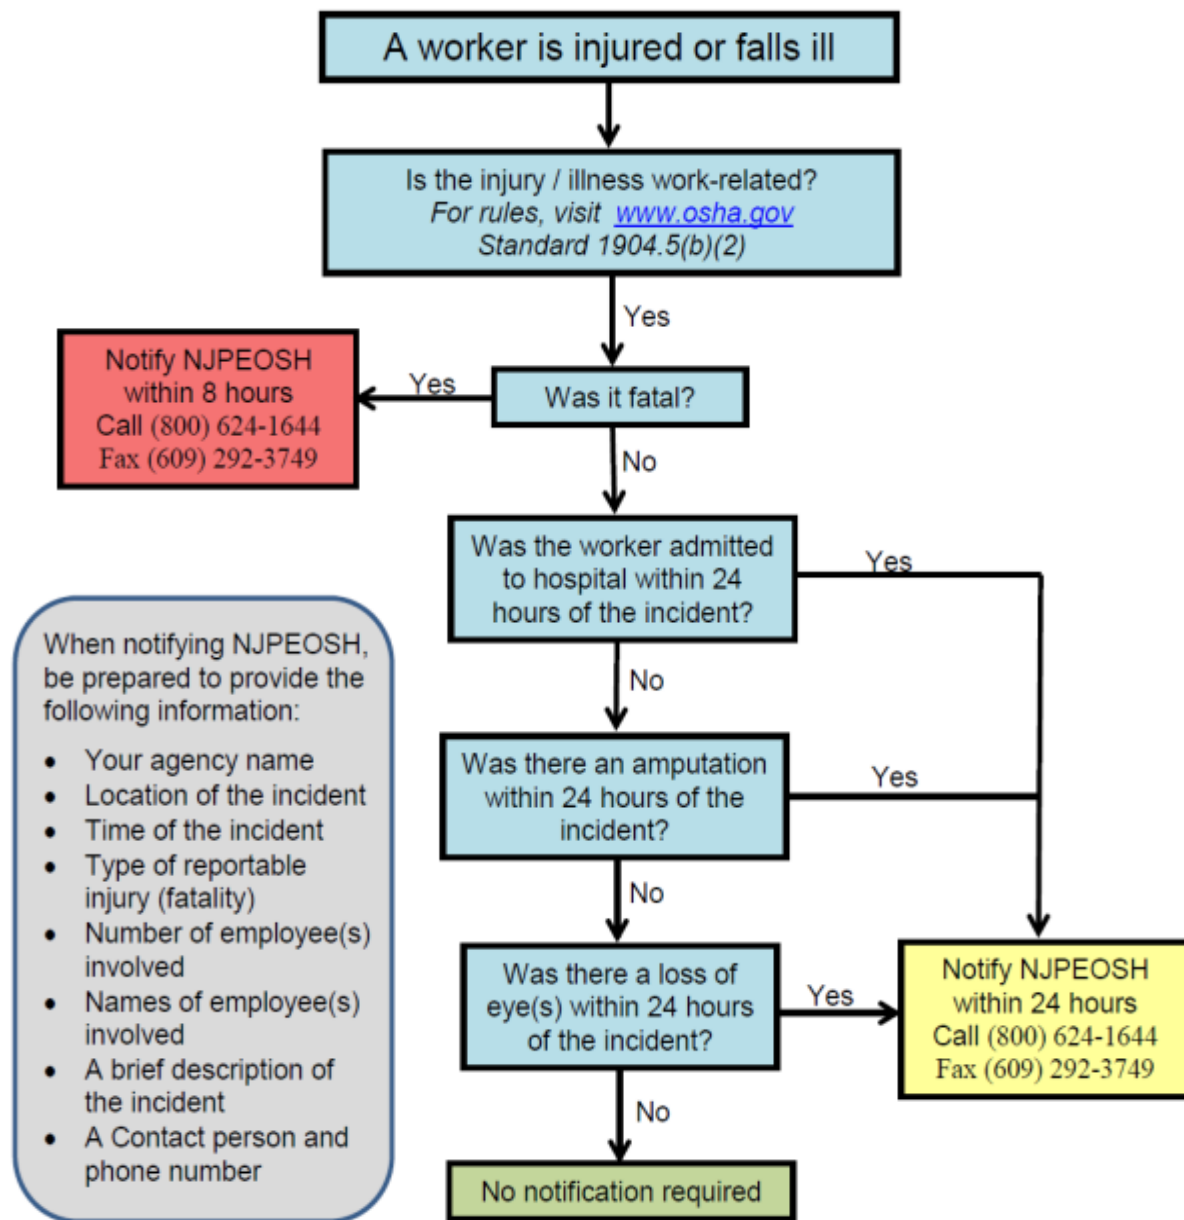 A worker is injured or falls ill
Is the injury / illness work-related?
For rules, visit www.osha.gov
Standard 1904.5(b)(2)
Yes
Notify NJPEOSH
within 8 hours
Call (800) 624-1644
Fax (609) 292-3749
Yes
Was it fatal?
No
Was the worker admitted
to hospital within 24
hours of the incident?
Yes
No
When notifying NJPEOSH,
be prepared to provide the
following information:
• Your agency name
• Location of the incident
• Time of the incident
• Type of reportable
injury (fatality)
• Number of employee(s)
involved
• Names of employee(s)
involved
• A brief description of
the incident
• A Contact person and
phone number
Was there an amputation
within 24 hours of the
incident?
Yes
No
Was there a loss of
eye(s) within 24 hours
of the incident?
Yes
Notify NJPEOSH
within 24 hours
Call (800) 624-1644
Fax (609) 292-3749
No
No notification required